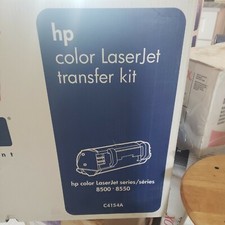 hp
color LaserJet
transfer kit
hp color LaserJet series/séries
8500 · 8550
C4154A